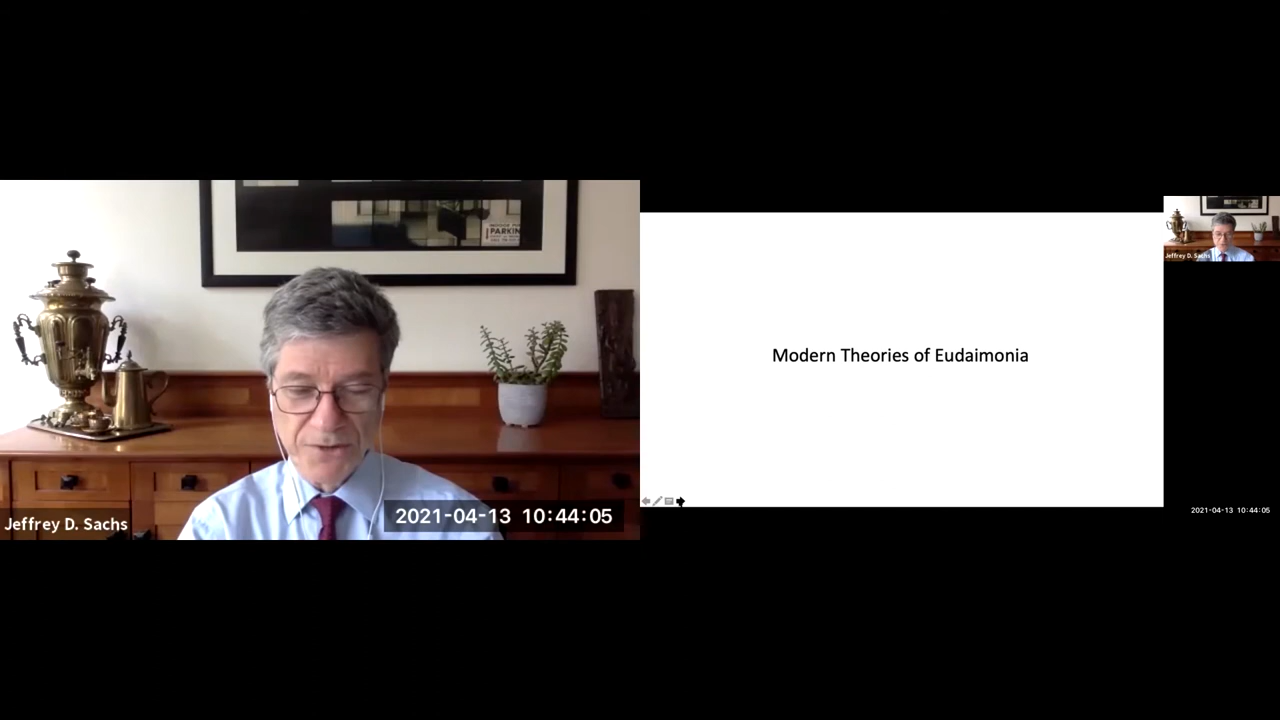 PARKIN
Jeffrey D. Sachs
2021-04-13 10:44:05
Modern Theories of Eudaimonia
Jeffrey D. Sachs
2021-04-13 10:44:05